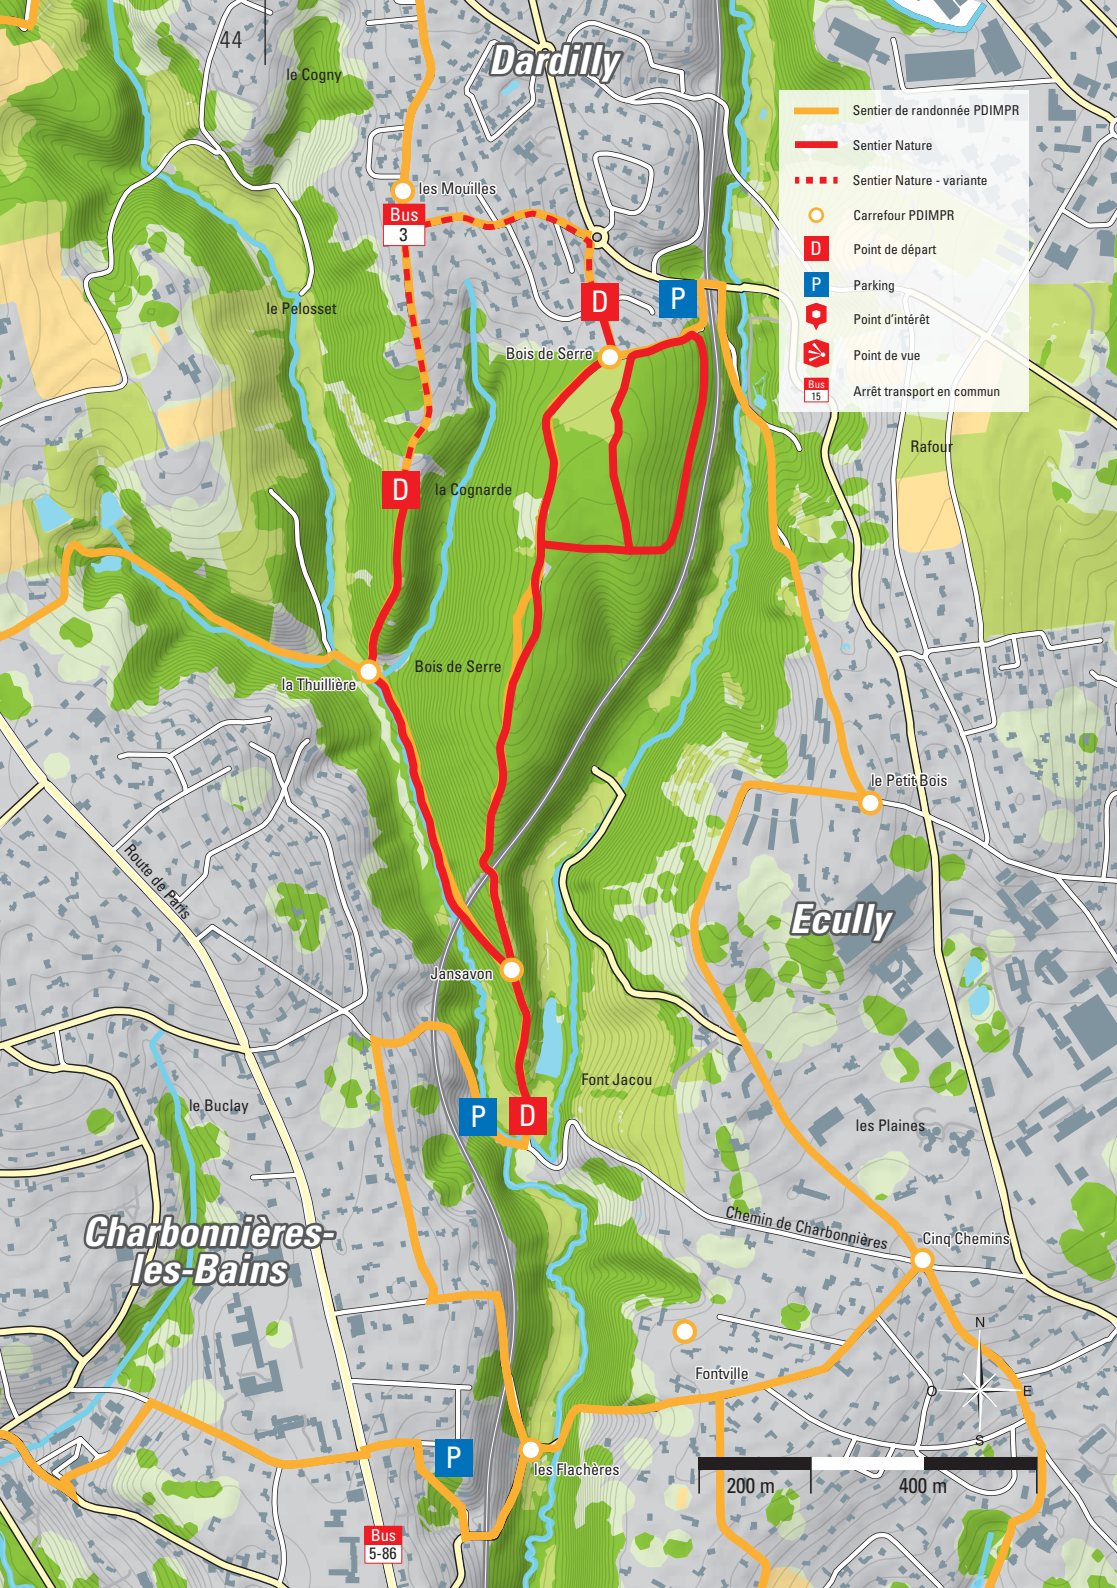 44
le Cogny
Dardilly
Sentier de randonnée PDIMPR
Sentier Nature
Sentier Nature - variante
Carrefour PDIMPR
D
Point de départ
P
Parking
Point d'intérêt
Point de vue
Bus
15
Arrêt transport en commun
les Mouilles
Bus
3
le Pelosset
D
P
Bois de Serre
Rafour
D
la Cognarde
Bois de Serre
la Thuillière
le Petit Bois
Route de Paris
Ecully
Jansavon
Font Jacou
le Buclay
P
D
les Plaines
Chemin de Charbonnières
Charbonnières-
les-Bains
Cinq Chemins
N
Fontville
O
E
S
P
les Flachères
200 m
400 m
Bus
5-86